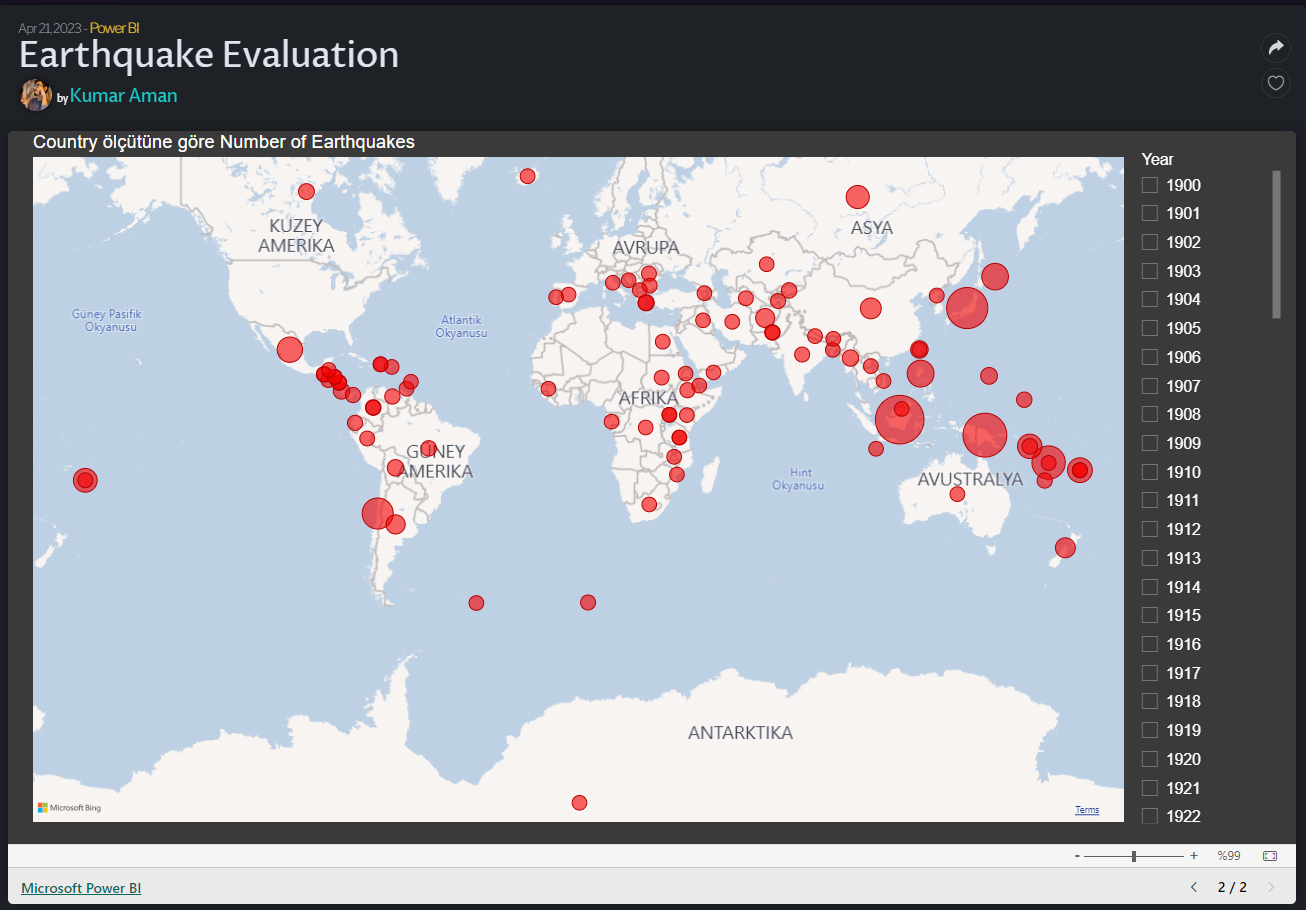 Apr 21, 2023 - Power BI
Earthquake Evaluation
by Kumar Aman
Country ölçütüne göre Number of Earthquakes
Year
1900
1901
1902
1903
1904
1905
1906
1907
1908
1909
1910
1911
1912
1913
1914
1915
1916
1917
1918
1919
1920
1921
1922
KUZEY
AMERIKA
AVRUPA
ASYA
Güney Pasifik
Okyanusu
Atlantik
Okyanusu
AFRIKA
GÜNEY
AMERIKA
Hint
Okyanusu
AVUSTRALYA
ANTARKTIKA
Microsoft Bing
Terms
- + %99
Microsoft Power BI
2 / 2